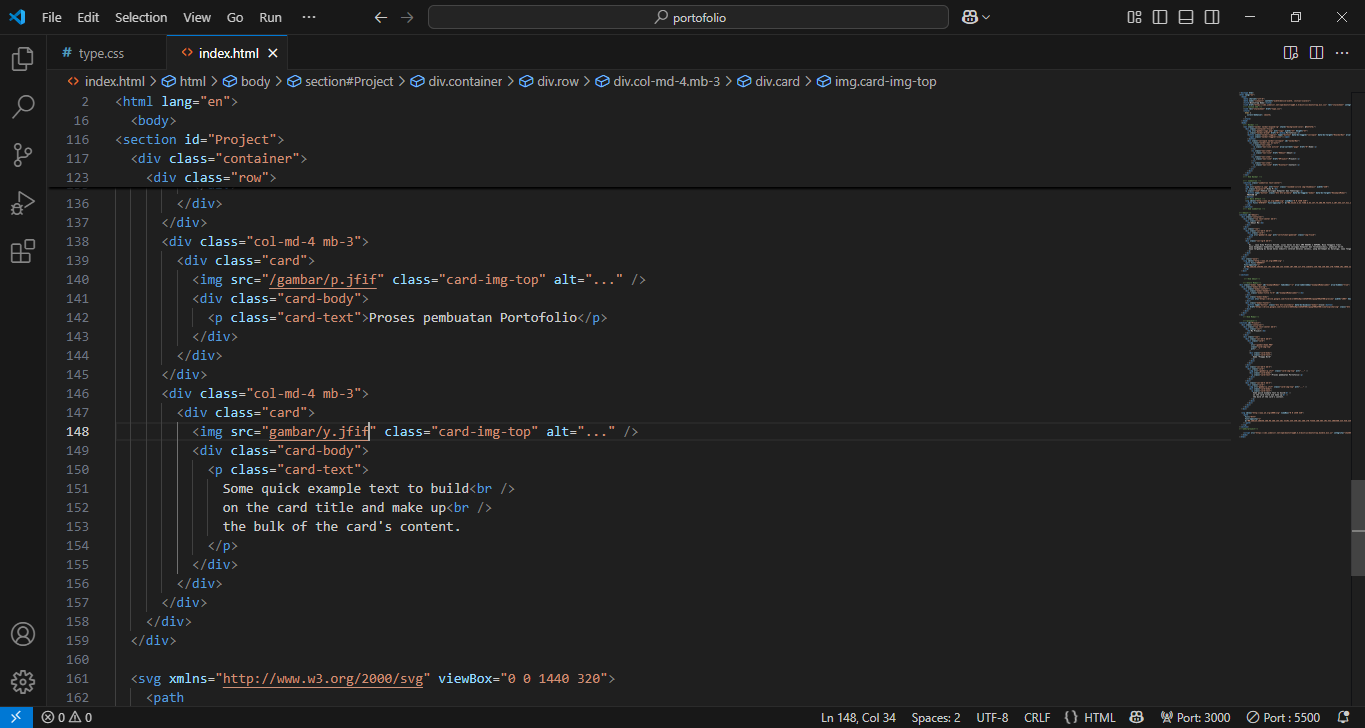 File Edit Selection View Go Run ··· portofolio
# type.css <> index.html
<> index.html > html > body > section#Project > div.container > div.row > div.col-md-4.mb-3 > div.card > img.card-img-top
2 <html lang="en">
16 <body>
116 <section id="Project">
117 <div class="container">
123 <div class="row">
136 </div>
137 </div>
138 <div class="col-md-4 mb-3">
139 <div class="card">
140 <img src="/gambar/p.jfif" class="card-img-top" alt="..." />
141 <div class="card-body">
142 <p class="card-text">Proses pembuatan Portofolio</p>
143 </div>
144 </div>
145 </div>
146 <div class="col-md-4 mb-3">
147 <div class="card">
148 <img src="gambar/y.jfif" class="card-img-top" alt="..." />
149 <div class="card-body">
150 <p class="card-text">
151 Some quick example text to build<br />
152 on the card title and make up<br />
153 the bulk of the card's content.
154 </p>
155 </div>
156 </div>
157 </div>
158 </div>
159 </div>
160
161 <svg xmlns="http://www.w3.org/2000/svg" viewBox="0 0 1440 320">
162 <path
0 0 Ln 148, Col 34 Spaces: 2 UTF-8 CRLF {} HTML Port: 3000 Port : 5500